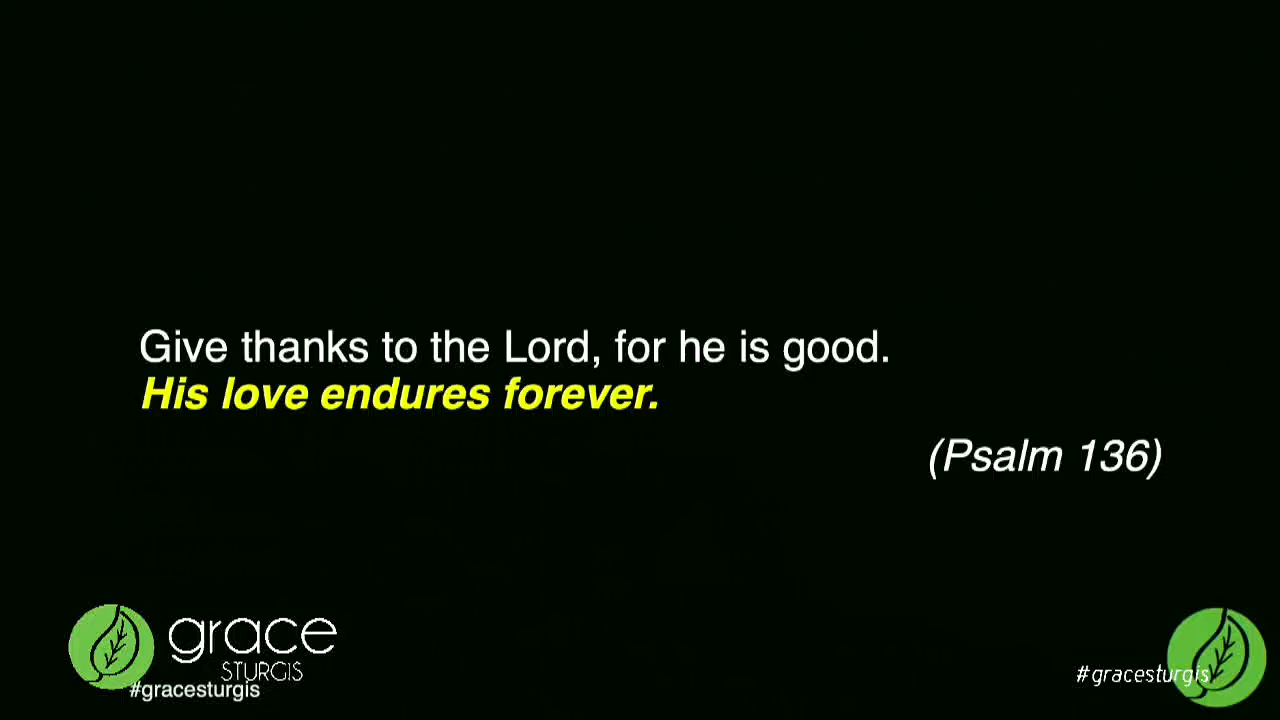 Give thanks to the Lord, for he is good.
His love endures forever.
(Psalm 136)
grace
STURGIS
#gracesturgis
#gracesturgis